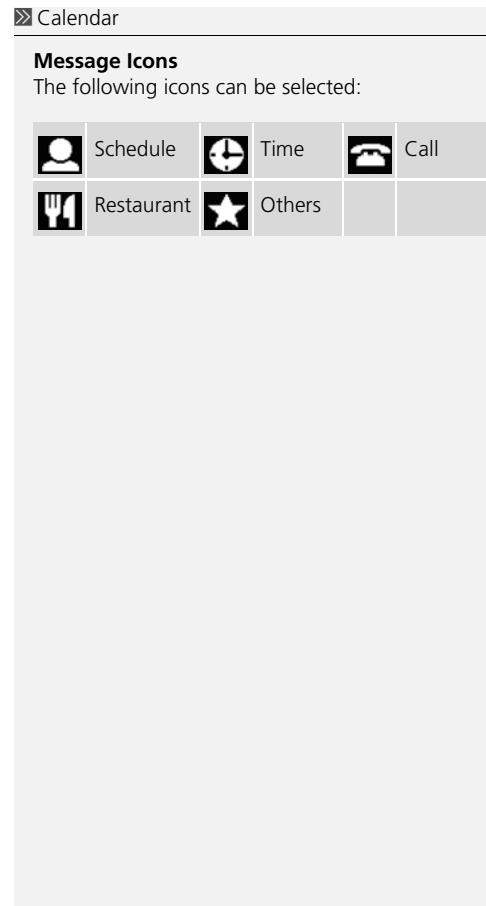 Calendar
Message Icons
The following icons can be selected:
Schedule Time Call
Restaurant Others